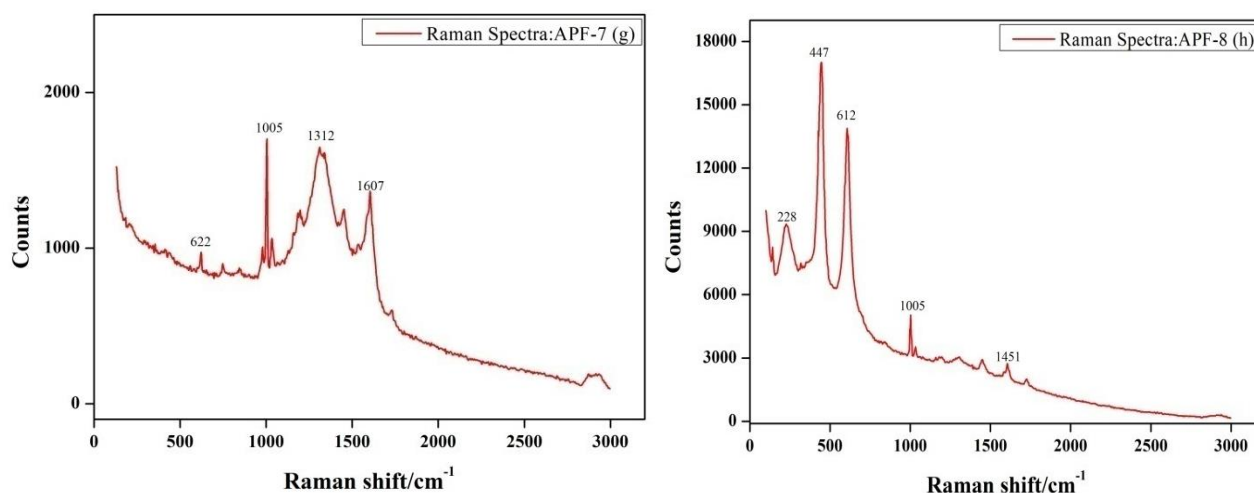 Raman Spectra:APF-7 (g)
2000
1000
0
Counts
622
1005
1312
1607
0 500 1000 1500 2000 2500 3000
Raman shift/cm⁻¹
Raman Spectra:APF-8 (h)
18000
15000
12000
9000
6000
3000
0
Counts
228
447
612
1005
1451
0 500 1000 1500 2000 2500 3000
Raman shift/cm⁻¹